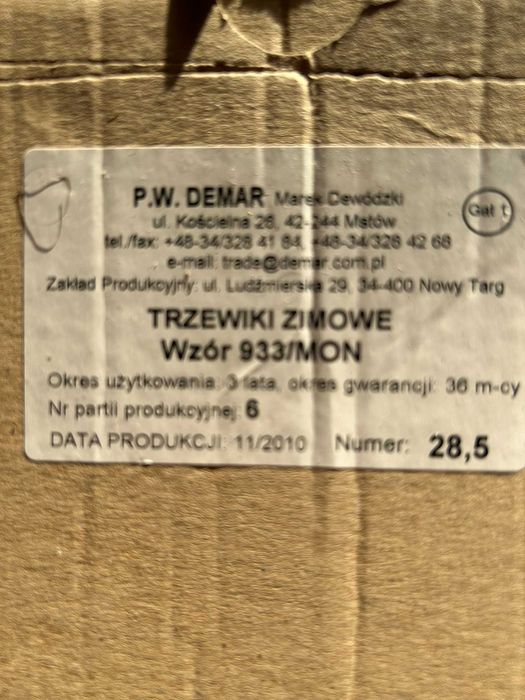 P.W. DEMAR Marek Dewódzki
ul. Kościelna 26, 42-244 Mstów
tel./fax: +48-34/328 41 84, +48-34/328 42 68
e-mail: trade@demar.com.pl
Gat 1
Zakład Produkcyjny: ul. Ludźmierska 29, 34-400 Nowy Targ
TRZEWIKI ZIMOWE
Wzór 933/MON
Okres użytkowania: 3 lata, okres gwarancji: 36 m-cy
Nr partii produkcyjnej: 6
DATA PRODUKCJI: 11/2010 Numer: 28,5